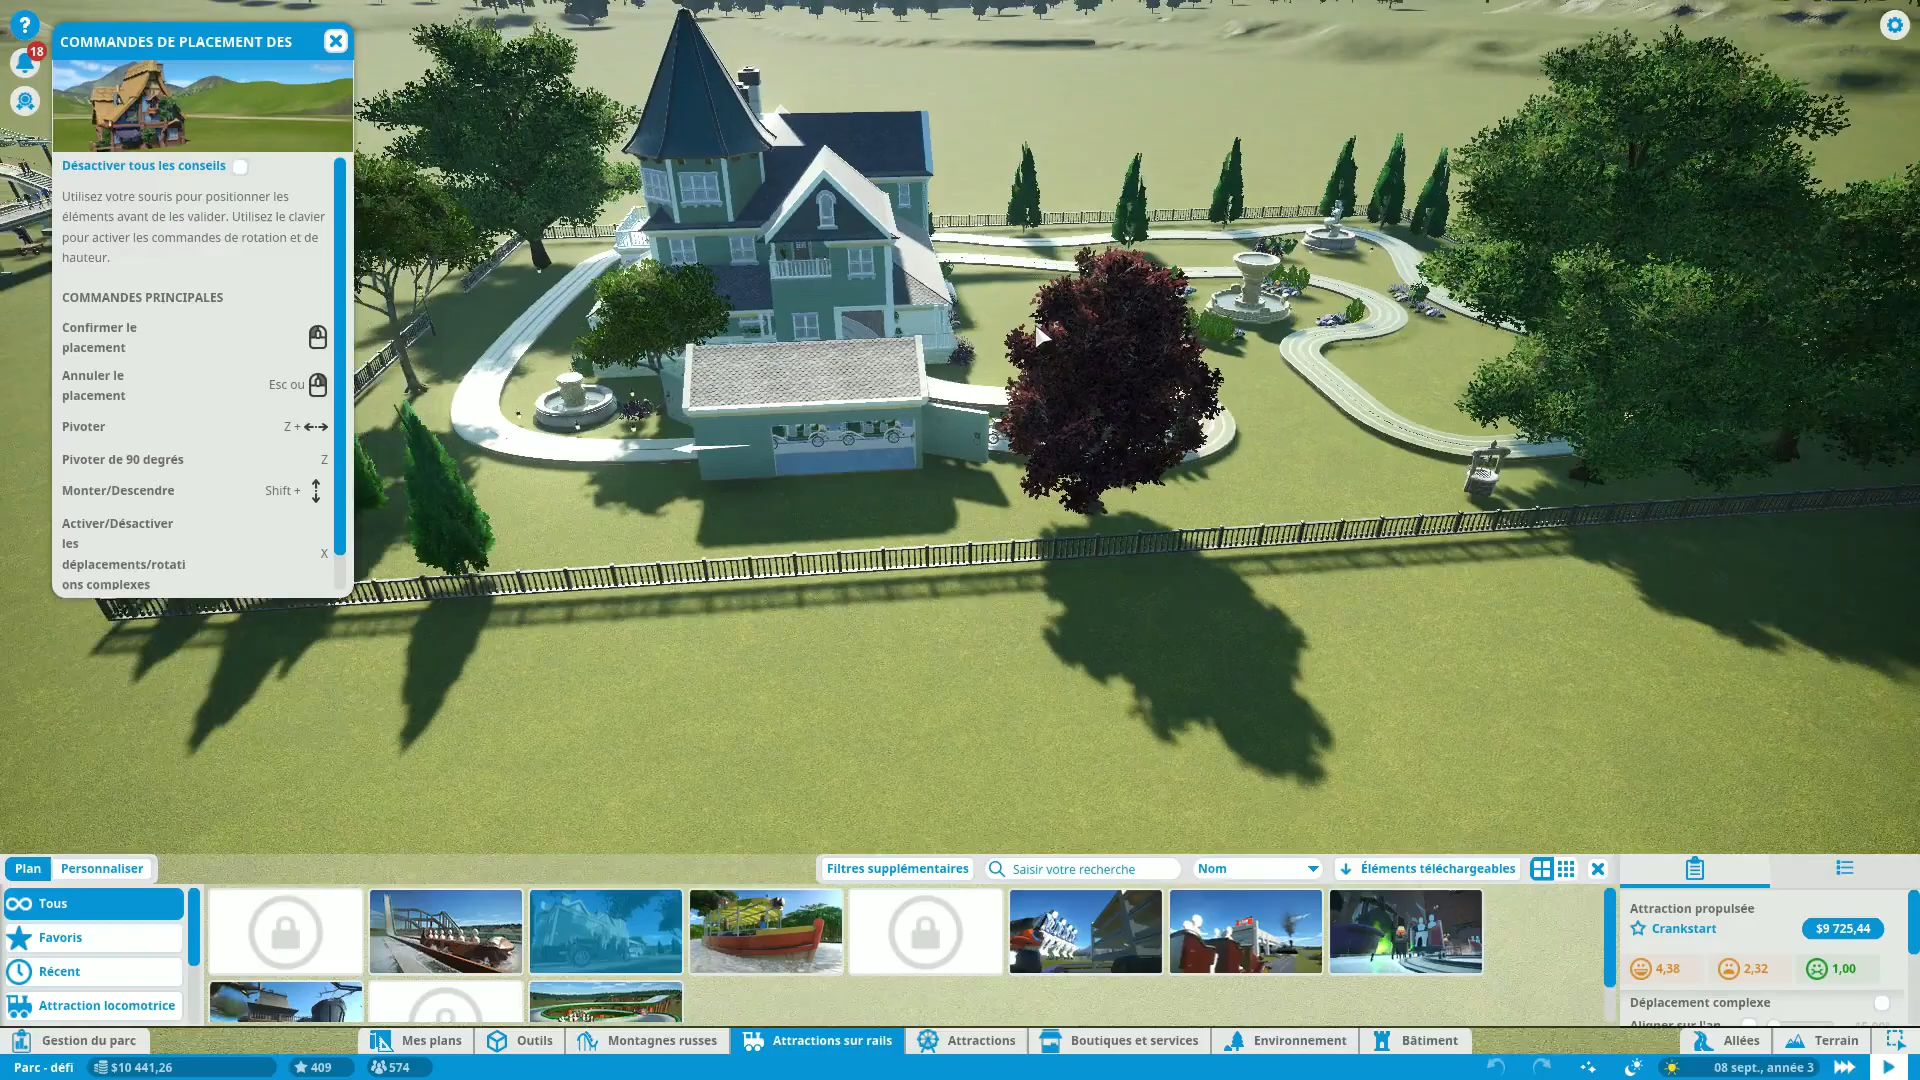 ?
18
COMMANDES DE PLACEMENT DES
Désactiver tous les conseils
Utilisez votre souris pour positionner les
éléments avant de les valider. Utilisez le clavier
pour activer les commandes de rotation et de
hauteur.
COMMANDES PRINCIPALES
Confirmer le
placement
Annuler le
placement
Esc ou
Pivoter
Z +
Pivoter de 90 degrés
Z
Monter/Descendre
Shift +
Activer/Désactiver
les
déplacements/rotati
ons complexes
X
Plan
Personnaliser
Filtres supplémentaires
Saisir votre recherche
Nom
Éléments téléchargeables
Tous
Favoris
Récent
Attraction locomotrice
Attraction propulsée
Crankstart
$9 725,44
4,38
2,32
1,00
Déplacement complexe
Gestion du parc
Mes plans
Outils
Montagnes russes
Attractions sur rails
Attractions
Boutiques et services
Environnement
Bâtiment
Allées
Terrain
Parc - défi
$10 441,26
409
574
08 sept., année 3